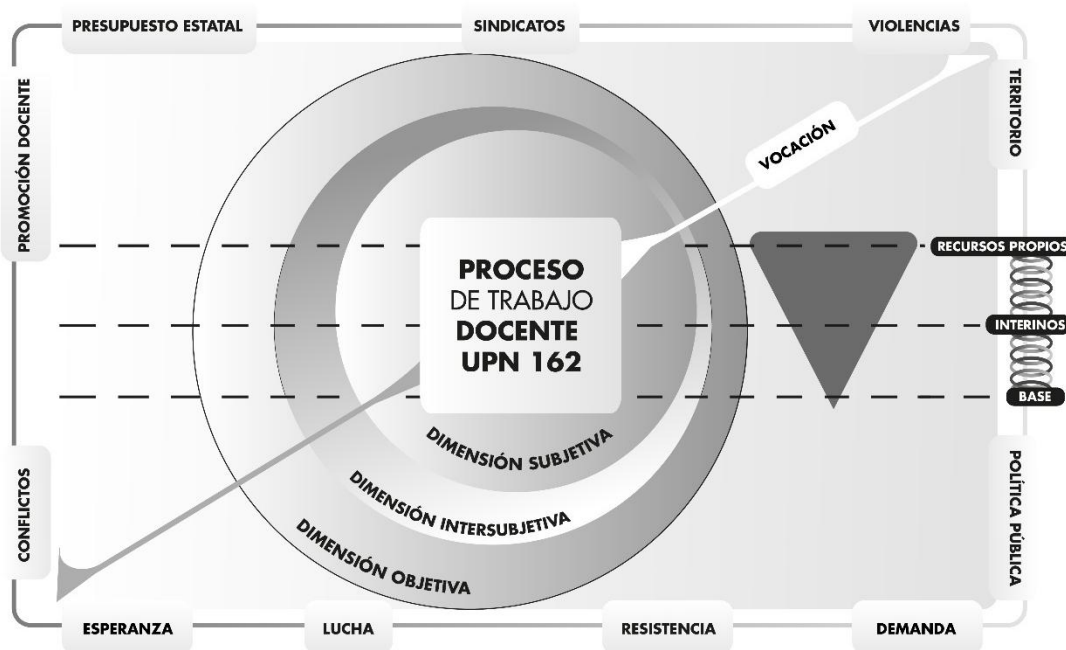 PRESUPUESTO ESTATAL
SINDICATOS
VIOLENCIAS
PROMOCIÓN DOCENTE
TERRITORIO
VOCACIÓN
RECURSOS PROPIOS
PROCESO
DE TRABAJO
DOCENTE
UPN 162
INTERINOS
BASE
DIMENSIÓN SUBJETIVA
DIMENSIÓN INTERSUBJETIVA
DIMENSIÓN OBJETIVA
CONFLICTOS
POLÍTICA PÚBLICA
ESPERANZA
LUCHA
RESISTENCIA
DEMANDA